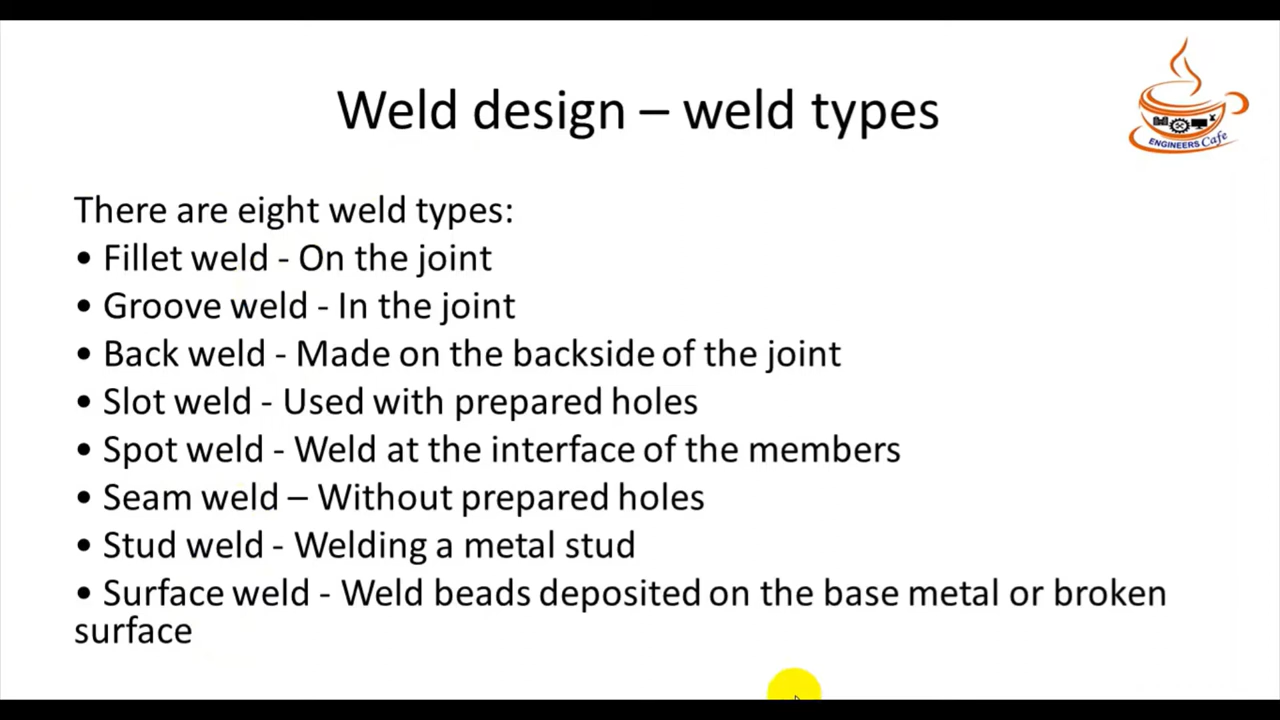 Weld design – weld types
ENGINEERS Cafe
There are eight weld types:
• Fillet weld - On the joint
• Groove weld - In the joint
• Back weld - Made on the backside of the joint
• Slot weld - Used with prepared holes
• Spot weld - Weld at the interface of the members
• Seam weld – Without prepared holes
• Stud weld - Welding a metal stud
• Surface weld - Weld beads deposited on the base metal or broken
surface